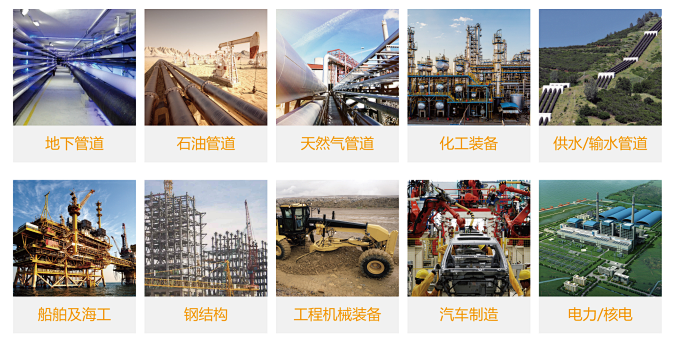 地下管道
石油管道
天然气管道
化工装备
供水/输水管道
船舶及海工
钢结构
工程机械装备
汽车制造
电力/核电